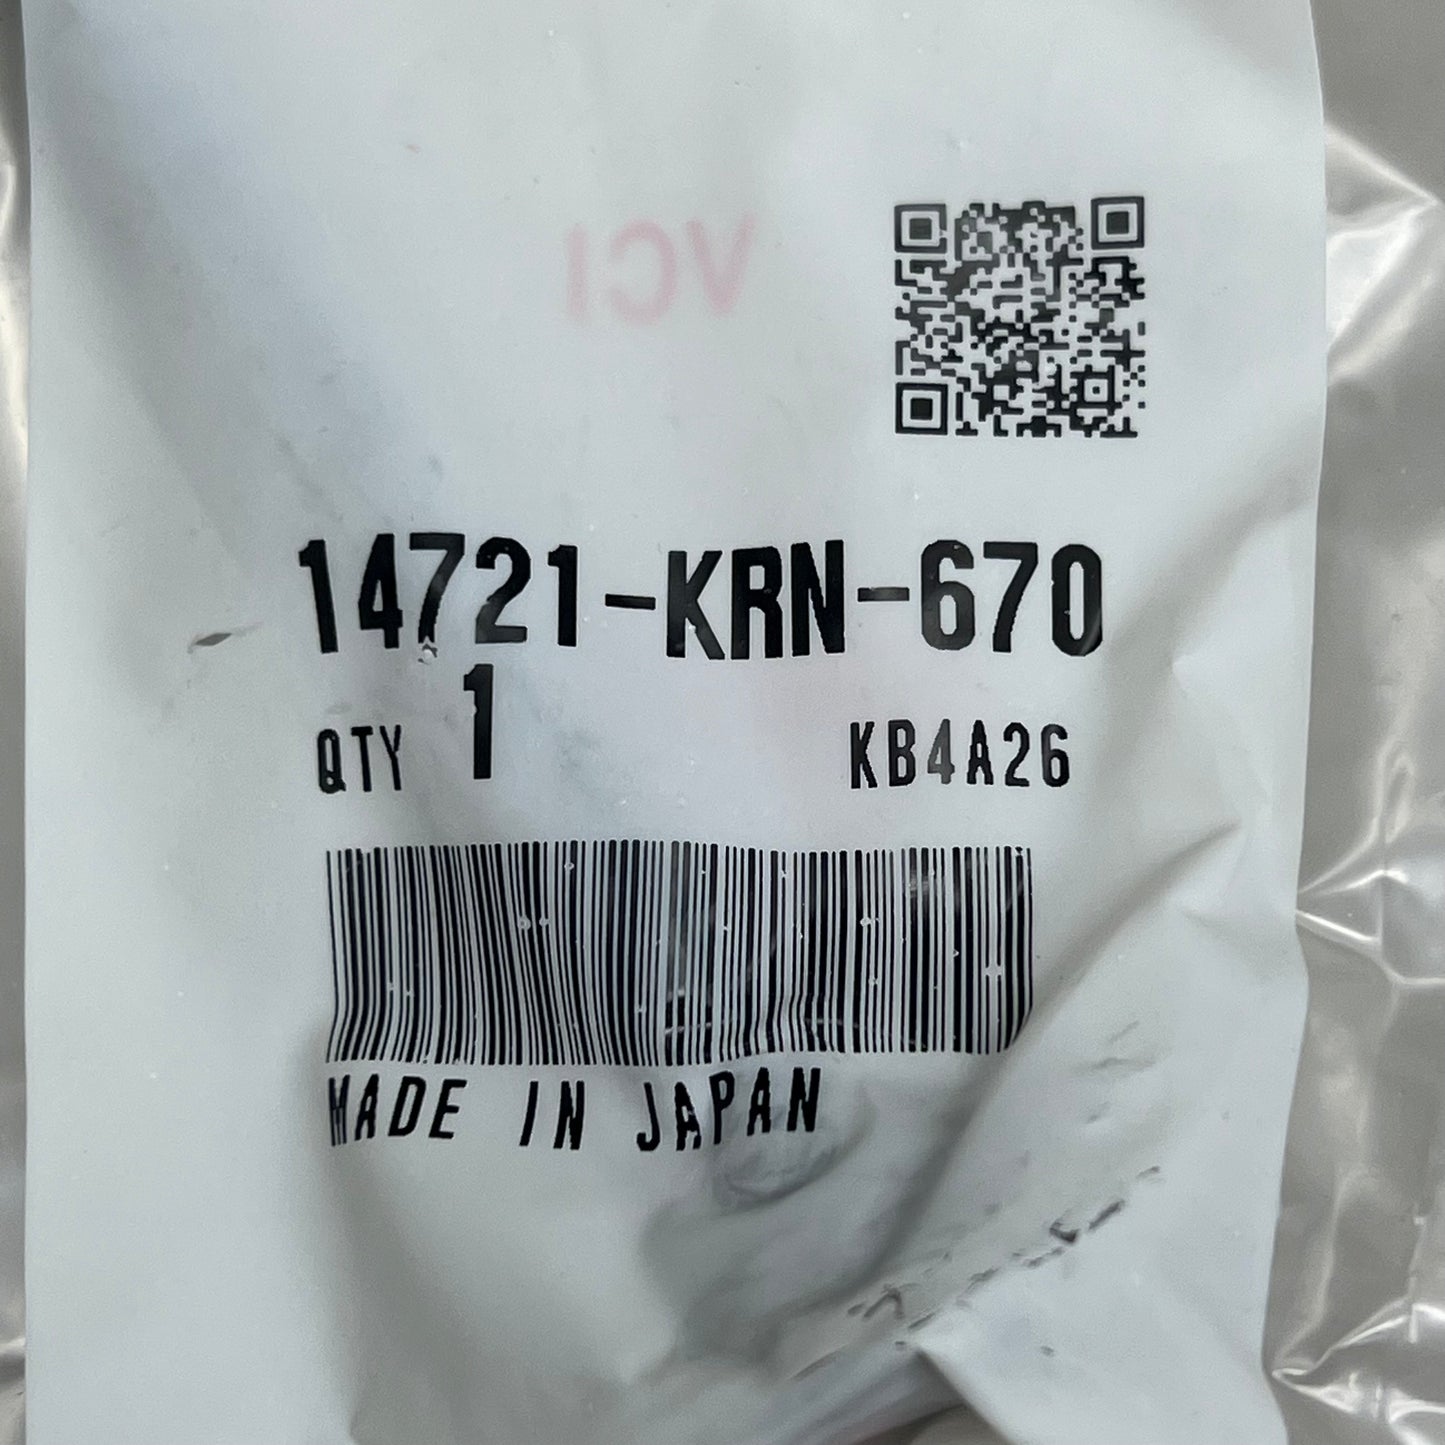 VCI
14721-KRN-670
QTY 1 KB4A26
MADE IN JAPAN